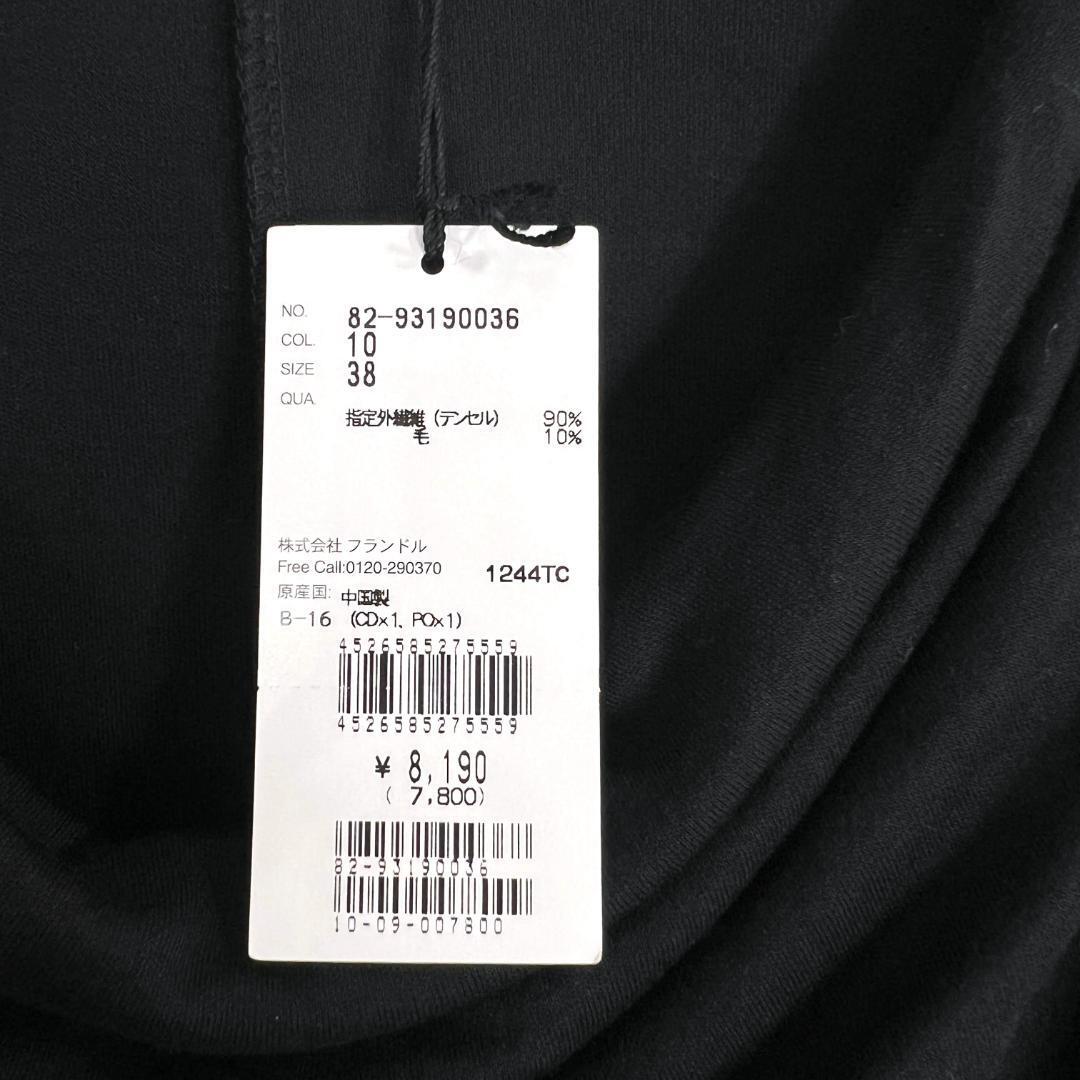 NO. 82-93190036
COL. 10
SIZE 38
QUA.
指定外繊維 (テンセル) 90%
毛 10%
株式会社 フランドル
Free Call:0120-290370 1244TC
原産国: 中国製
B-16 (CD×1、PO×1)
4526585275559
4526585275559
¥ 8,190
( 7,800)
82-93190036
10-09-007800